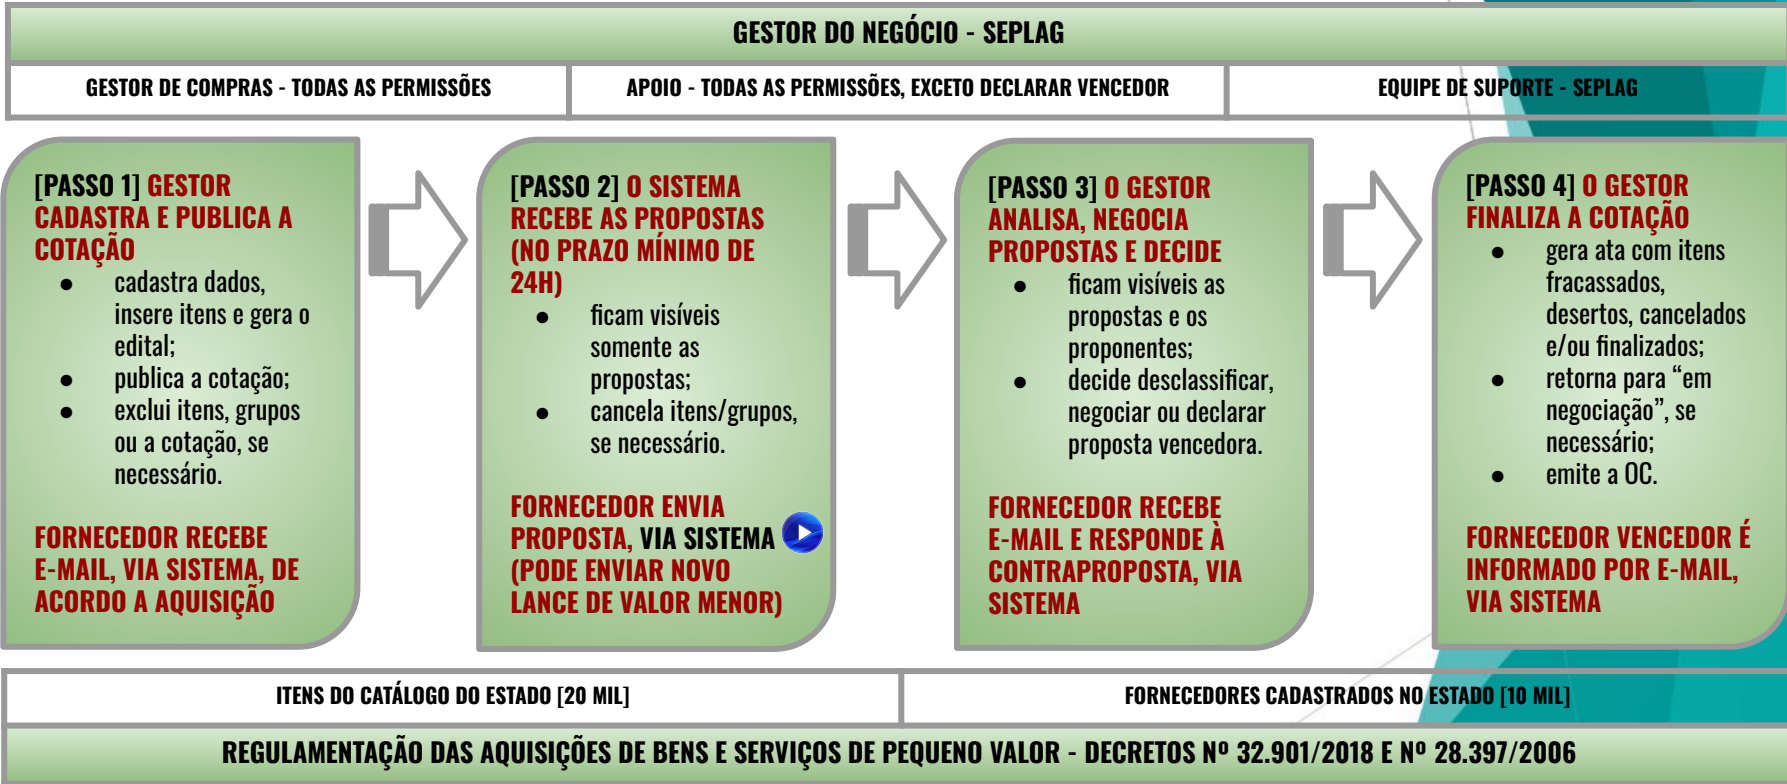 GESTOR DO NEGÓCIO - SEPLAG
GESTOR DE COMPRAS - TODAS AS PERMISSÕES
APOIO - TODAS AS PERMISSÕES, EXCETO DECLARAR VENCEDOR
EQUIPE DE SUPORTE - SEPLAG
[PASSO 1] GESTOR
CADASTRA E PUBLICA A
COTAÇÃO
● cadastra dados,
insere itens e gera o
edital;
● publica a cotação;
● exclui itens, grupos
ou a cotação, se
necessário.
FORNECEDOR RECEBE
E-MAIL, VIA SISTEMA, DE
ACORDO A AQUISIÇÃO
[PASSO 2] O SISTEMA
RECEBE AS PROPOSTAS
(NO PRAZO MÍNIMO DE
24H)
● ficam visíveis
somente as
propostas;
● cancela itens/grupos,
se necessário.
FORNECEDOR ENVIA
PROPOSTA, VIA SISTEMA
(PODE ENVIAR NOVO
LANCE DE VALOR MENOR)
[PASSO 3] O GESTOR
ANALISA, NEGOCIA
PROPOSTAS E DECIDE
● ficam visíveis as
propostas e os
proponentes;
● decide desclassificar,
negociar ou declarar
proposta vencedora.
FORNECEDOR RECEBE
E-MAIL E RESPONDE À
CONTRAPROPOSTA, VIA
SISTEMA
[PASSO 4] O GESTOR
FINALIZA A COTAÇÃO
● gera ata com itens
fracassados,
desertos, cancelados
e/ou finalizados;
● retorna para “em
negociação”, se
necessário;
● emite a OC.
FORNECEDOR VENCEDOR É
INFORMADO POR E-MAIL,
VIA SISTEMA
ITENS DO CATÁLOGO DO ESTADO [20 MIL]
FORNECEDORES CADASTRADOS NO ESTADO [10 MIL]
REGULAMENTAÇÃO DAS AQUISIÇÕES DE BENS E SERVIÇOS DE PEQUENO VALOR - DECRETOS Nº 32.901/2018 E Nº 28.397/2006